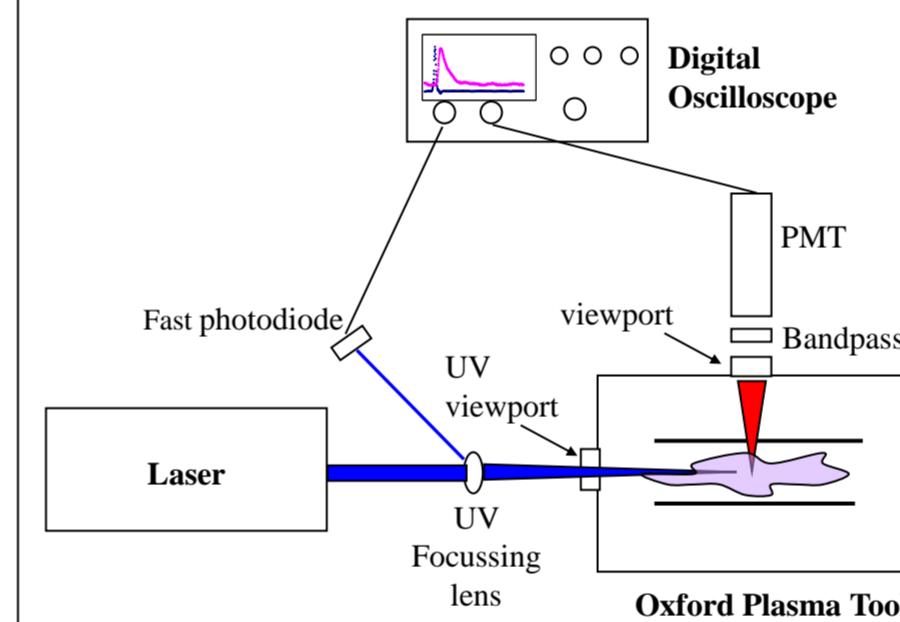 Digital
Oscilloscope
PMT
Fast photodiode
viewport
Bandpass
UV
viewport
Laser
UV
Focussing
lens
Oxford Plasma Too